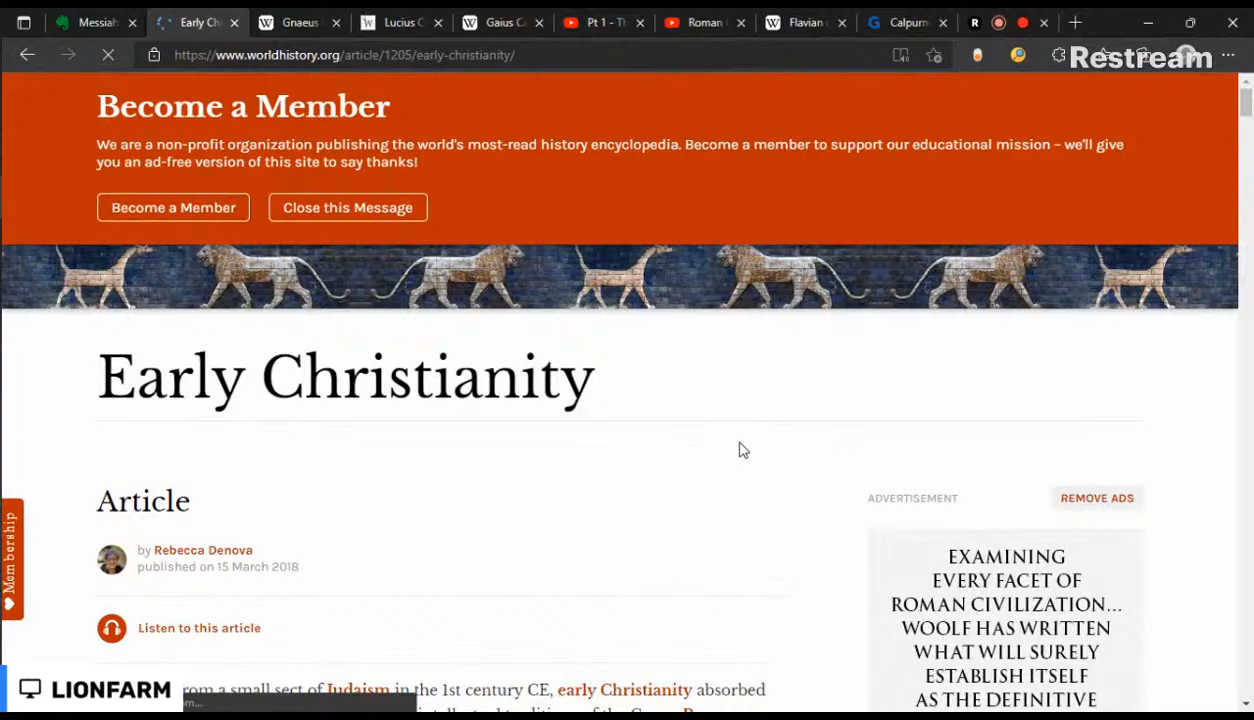 Messiah
Early Ch
Gnaeus
Lucius C
Gaius Ca
Pt 1 - Th
Roman
Flavian
Calpurn
R
https://www.worldhistory.org/article/1205/early-christianity/
Restream
Become a Member
We are a non-profit organization publishing the world's most-read history encyclopedia. Become a member to support our educational mission – we'll give
you an ad-free version of this site to say thanks!
Become a Member
Close this Message
Early Christianity
Article
ADVERTISEMENT
REMOVE ADS
by Rebecca Denova
published on 15 March 2018
Listen to this article
Membership
EXAMINING
EVERY FACET OF
ROMAN CIVILIZATION...
WOOLF HAS WRITTEN
WHAT WILL SURELY
ESTABLISH ITSELF
AS THE DEFINITIVE
LIONFARM
rom a small sect of Judaism in the 1st century CE, early Christianity absorbed